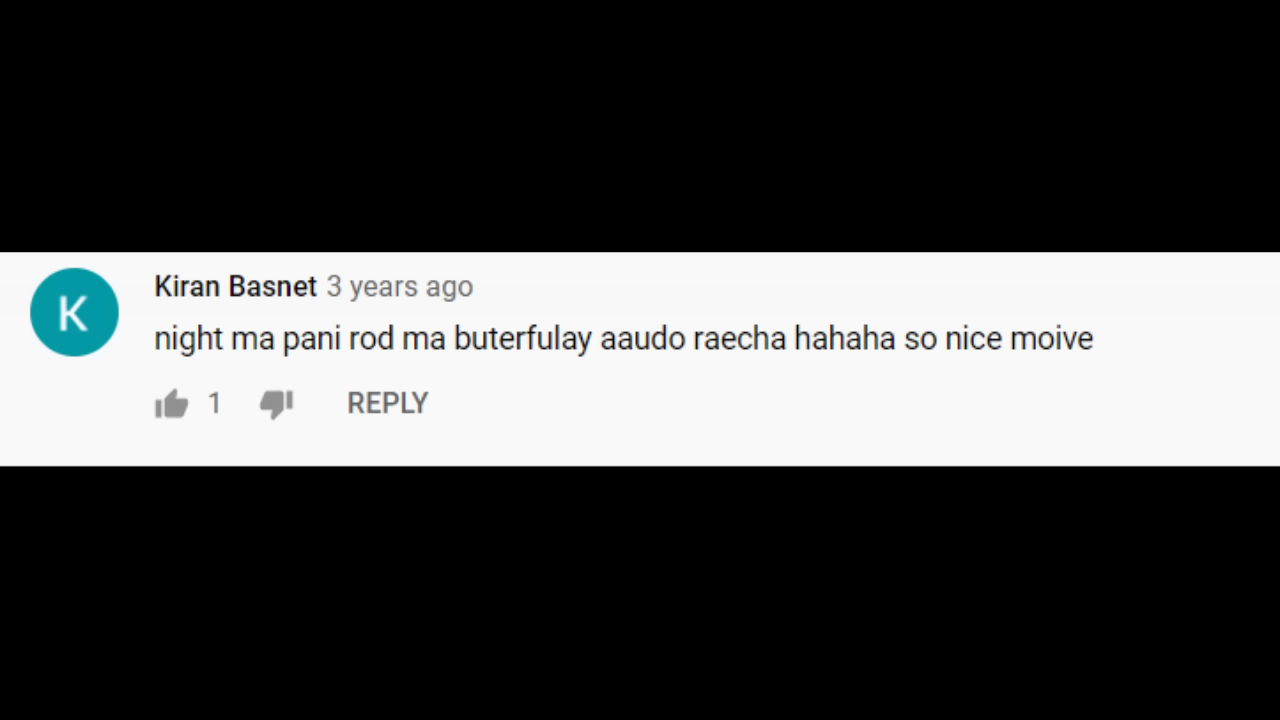 K
Kiran Basnet 3 years ago
night ma pani rod ma buterfulay aaudo raecha hahaha so nice moive
1 REPLY